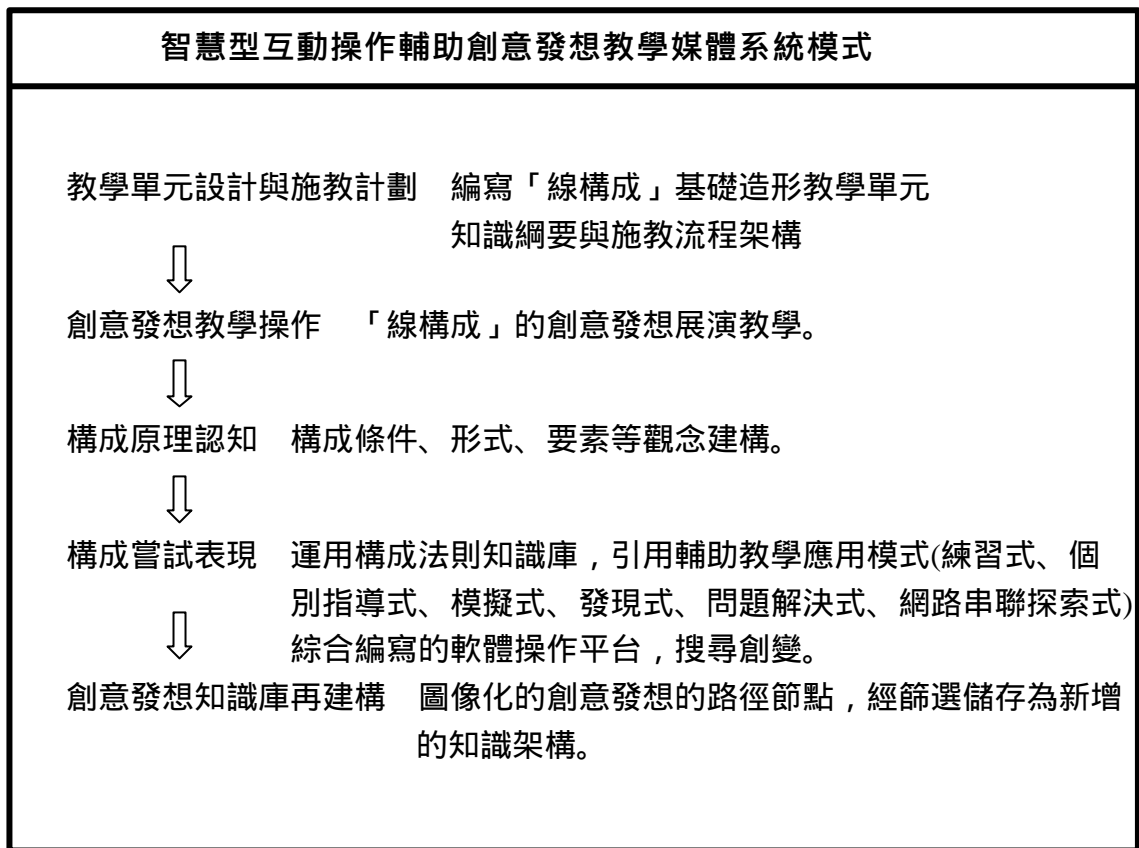 智慧型互動操作輔助創意發想教學媒體系統模式
教學單元設計與施教計劃　編寫「線構成」基礎造形教學單元
知識綱要與施教流程架構
創意發想教學操作　「線構成」的創意發想展演教學。
構成原理認知　構成條件、形式、要素等觀念建構。
構成嘗試表現　運用構成法則知識庫，引用輔助教學應用模式(練習式、個
別指導式、模擬式、發現式、問題解決式、網路串聯探索式)
綜合編寫的軟體操作平台，搜尋創變。
創意發想知識庫再建構　圖像化的創意發想的路徑節點，經篩選儲存為新增
的知識架構。